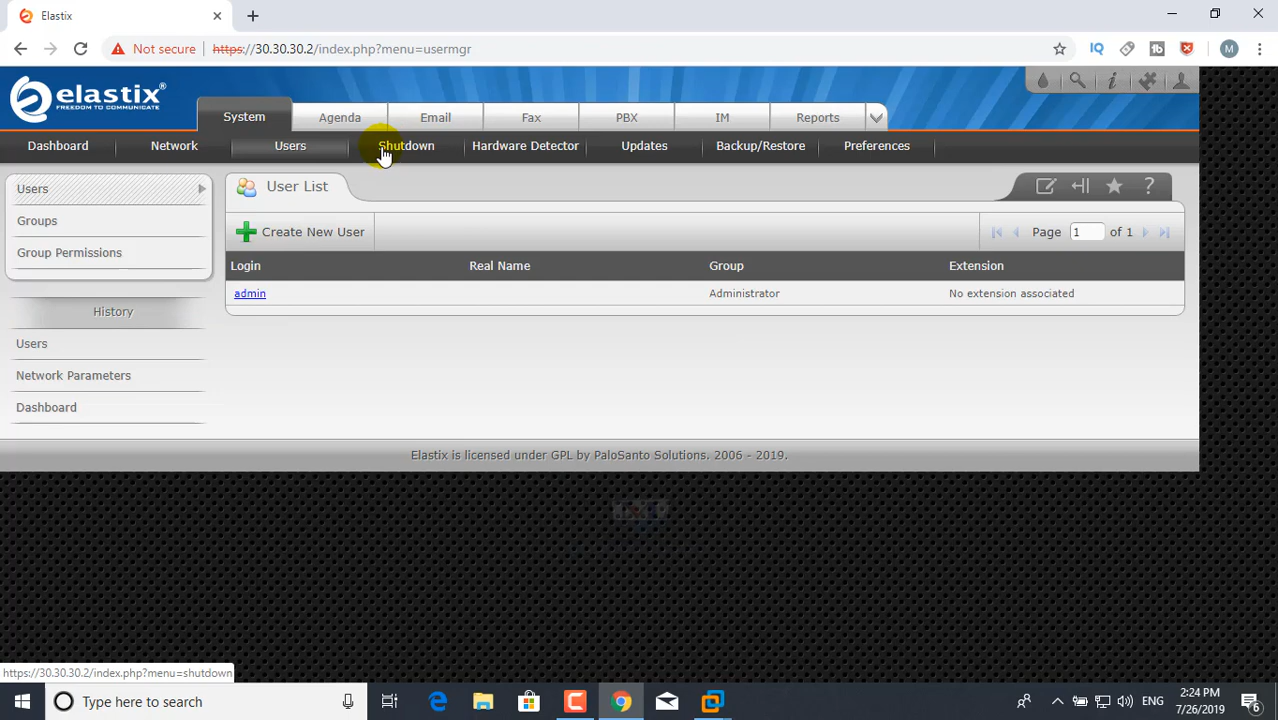 Elastix
Not secure https://30.30.30.2/index.php?menu=usermgr
IQ
M
elastix
FREEDOM TO COMMUNICATE
System Agenda Email Fax PBX IM Reports
Dashboard Network Users Shutdown Hardware Detector Updates Backup/Restore Preferences
Users
Groups
Group Permissions
History
Users
Network Parameters
Dashboard
User List
Create New User
Page 1 of 1
Login Real Name Group Extension
admin Administrator No extension associated
Elastix is licensed under GPL by PaloSanto Solutions. 2006 - 2019.
https://30.30.30.2/index.php?menu=shutdown
Type here to search
ENG
2:24 PM
7/26/2019
6